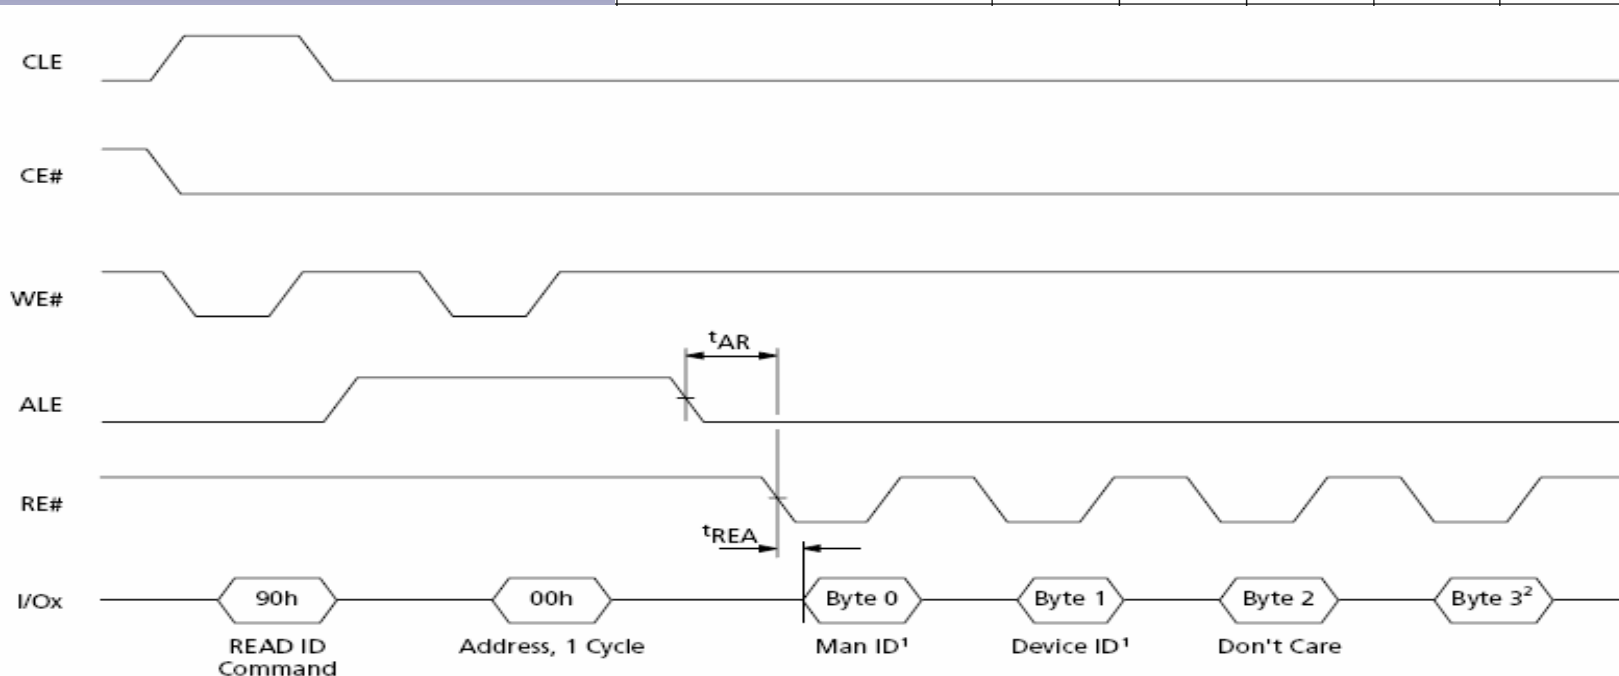 CLE
CE#
WE#
tAR
ALE
RE#
tREA
I/Ox
90h
00h
Byte 0
Byte 1
Byte 2
Byte 3²
READ ID
Command
Address, 1 Cycle
Man ID¹
Device ID¹
Don't Care